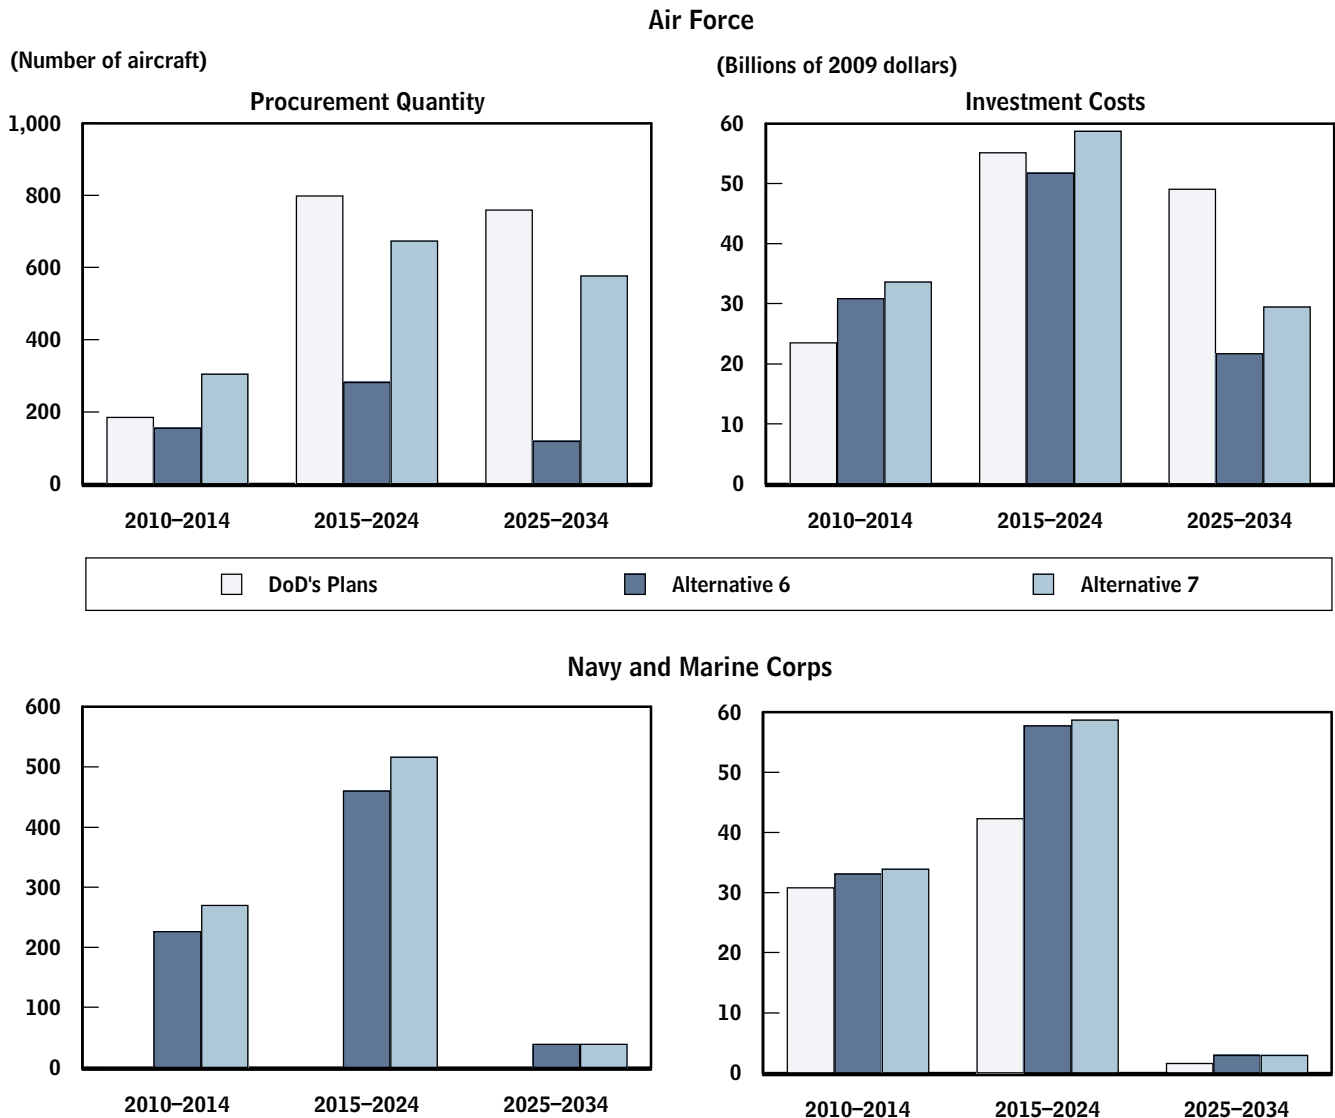 Air Force
(Number of aircraft)
(Billions of 2009 dollars)
Procurement Quantity
1,000
800
600
400
200
0
2010–2014 2015–2024 2025–2034
Investment Costs
60
50
40
30
20
10
0
2010–2014 2015–2024 2025–2034
DoD's Plans Alternative 6 Alternative 7
Navy and Marine Corps
600
500
400
300
200
100
0
2010–2014 2015–2024 2025–2034
60
50
40
30
20
10
0
2010–2014 2015–2024 2025–2034